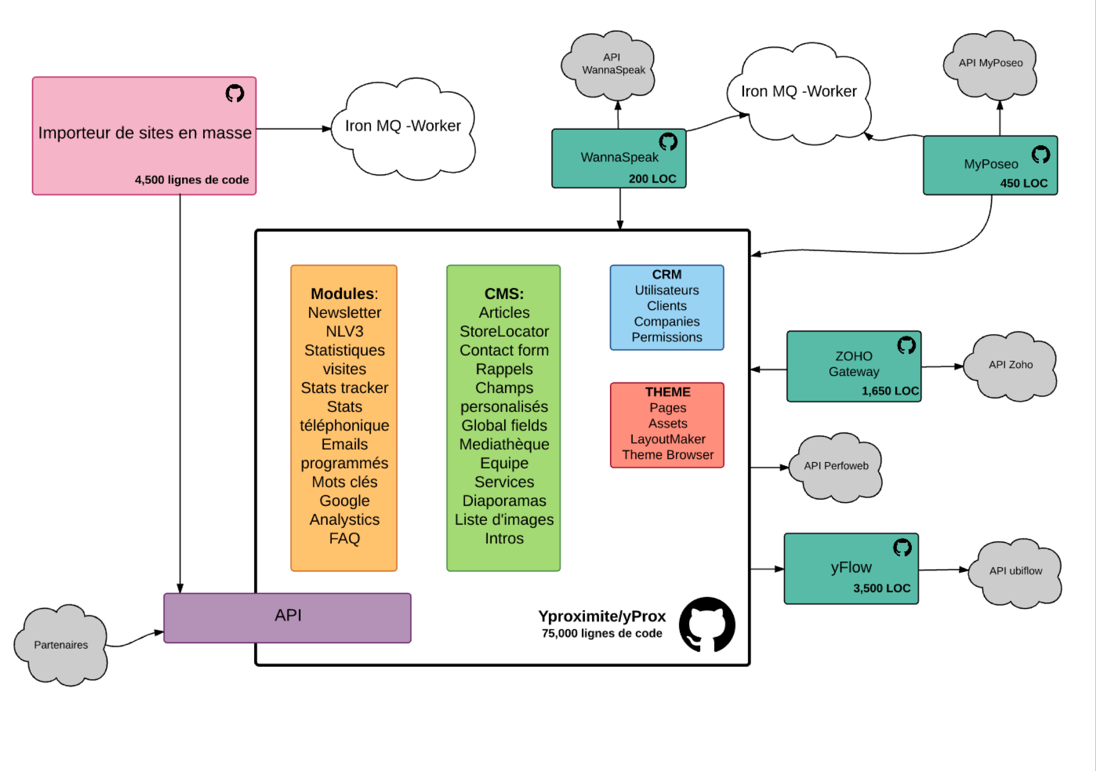 API
WannaSpeak
API MyPoseo
Iron MQ -Worker
Importeur de sites en masse
4,500 lignes de code
Iron MQ -Worker
WannaSpeak
200 LOC
MyPoseo
450 LOC
Modules:
Newsletter
NLV3
Statistiques
visites
Stats tracker
Stats
téléphonique
Emails
programmés
Mots clés
Google
Analystics
FAQ
CMS:
Articles
StoreLocator
Contact form
Rappels
Champs
personalisés
Global fields
Mediathèque
Equipe
Services
Diaporamas
Liste d'images
Intros
CRM
Utilisateurs
Clients
Companies
Permissions
THEME
Pages
Assets
LayoutMaker
Theme Browser
ZOHO
Gateway
1,650 LOC
API Zoho
API Perfoweb
yFlow
3,500 LOC
API ubiflow
API
Partenaires
Yproximite/yProx
75,000 lignes de code